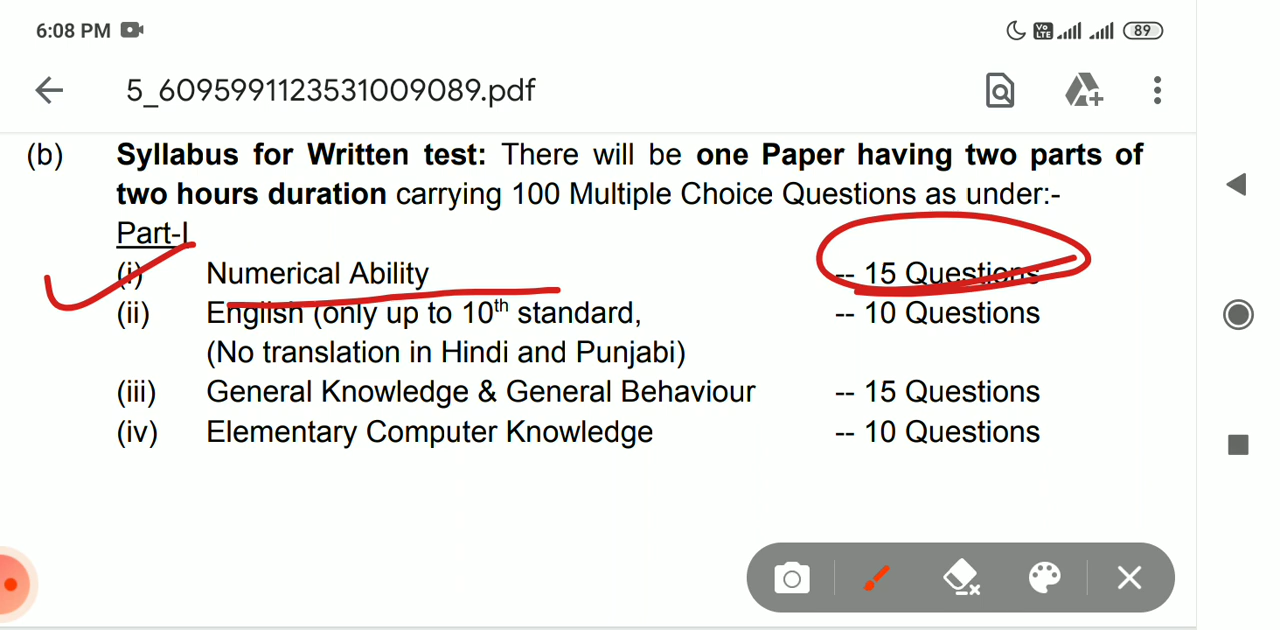 6:08 PM
Vo LTE 89
5_6095991123531009089.pdf
(b) Syllabus for Written test: There will be one Paper having two parts of
two hours duration carrying 100 Multiple Choice Questions as under:-
Part-I
(i) Numerical Ability -- 15 Questions
(ii) English (only up to 10th standard, -- 10 Questions
(No translation in Hindi and Punjabi)
(iii) General Knowledge & General Behaviour -- 15 Questions
(iv) Elementary Computer Knowledge -- 10 Questions